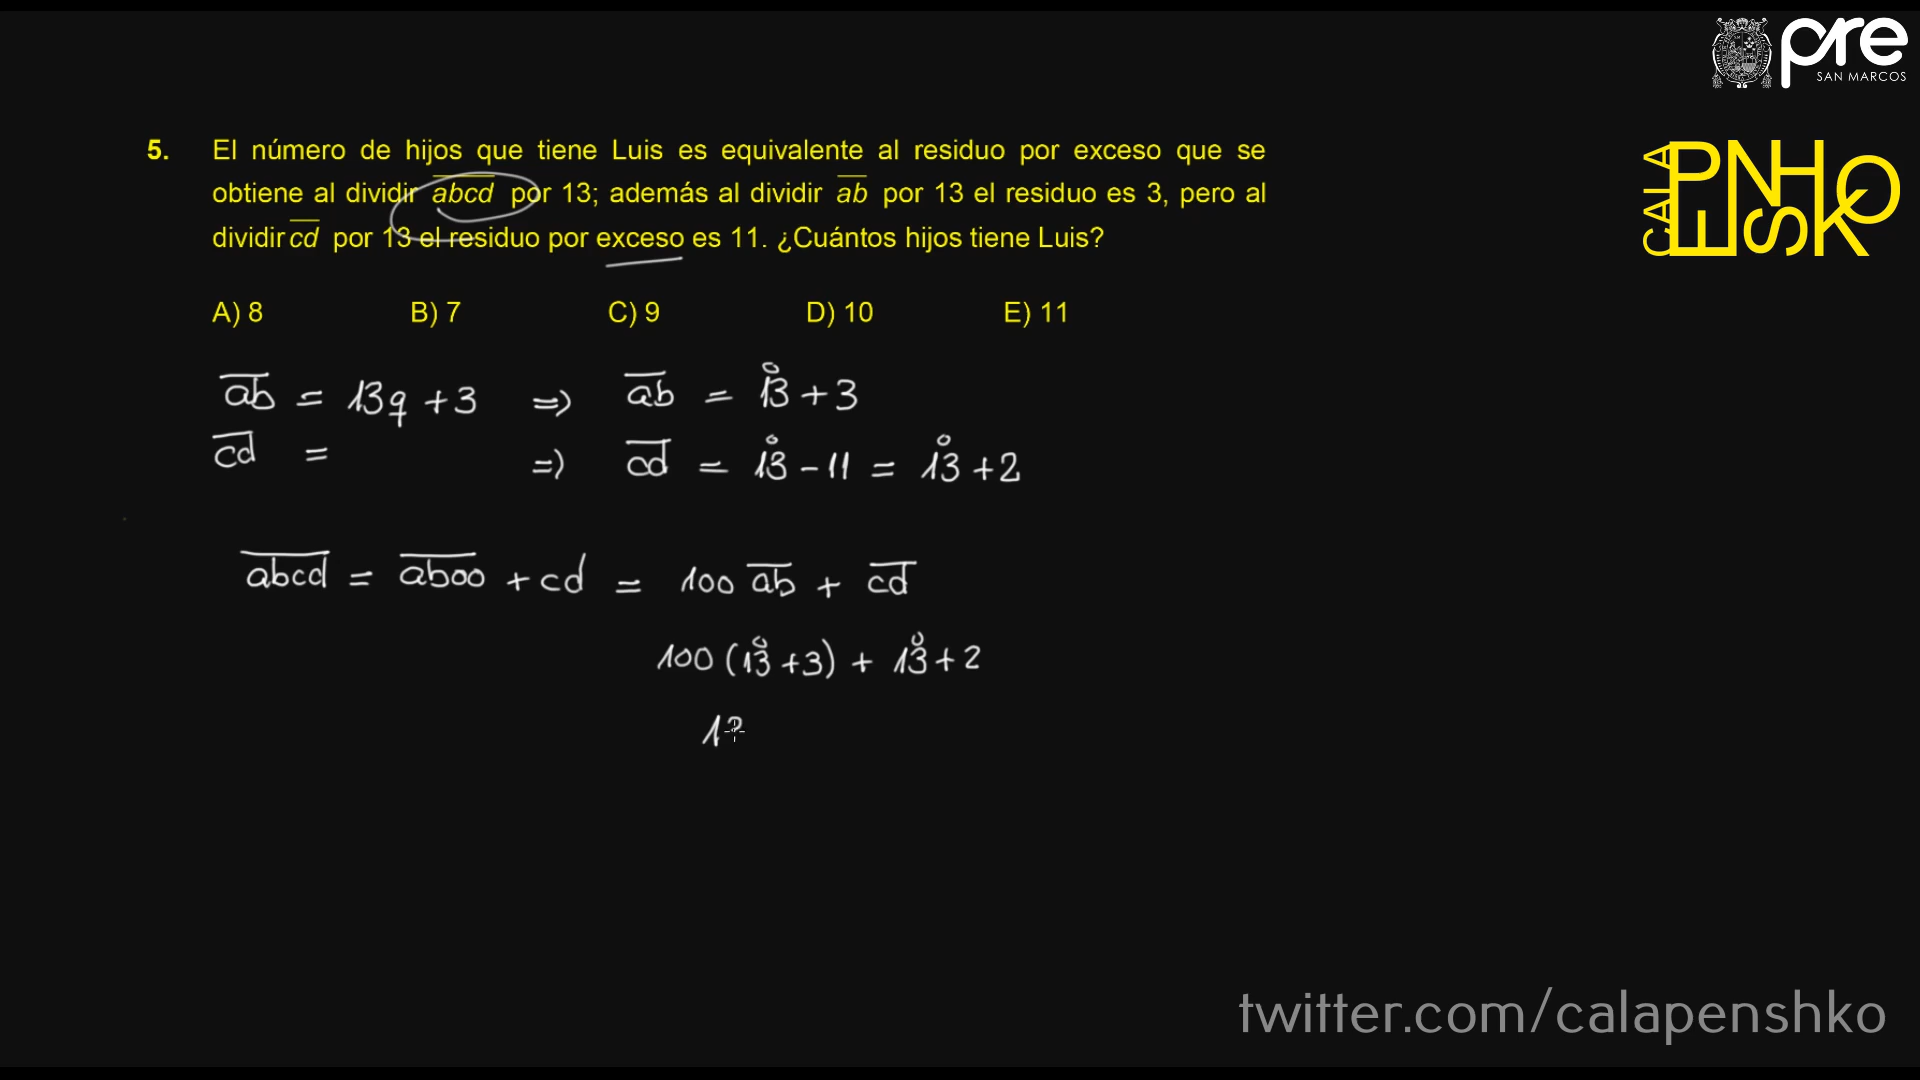 pre
SAN MARCOS
CALA
PENSHKO
5. El número de hijos que tiene Luis es equivalente al residuo por exceso que se
obtiene al dividir abcd por 13; además al dividir ab por 13 el residuo es 3, pero al
dividir cd por 13 el residuo por exceso es 11. ¿Cuántos hijos tiene Luis?
A) 8 B) 7 C) 9 D) 10 E) 11
ab = 13q + 3 => ab = 13 + 3
cd = => cd = 13 - 11 = 13 + 2
abcd = ab00 + cd = 100 ab + cd
100 (13 + 3) + 13 + 2
twitter.com/calapenshko